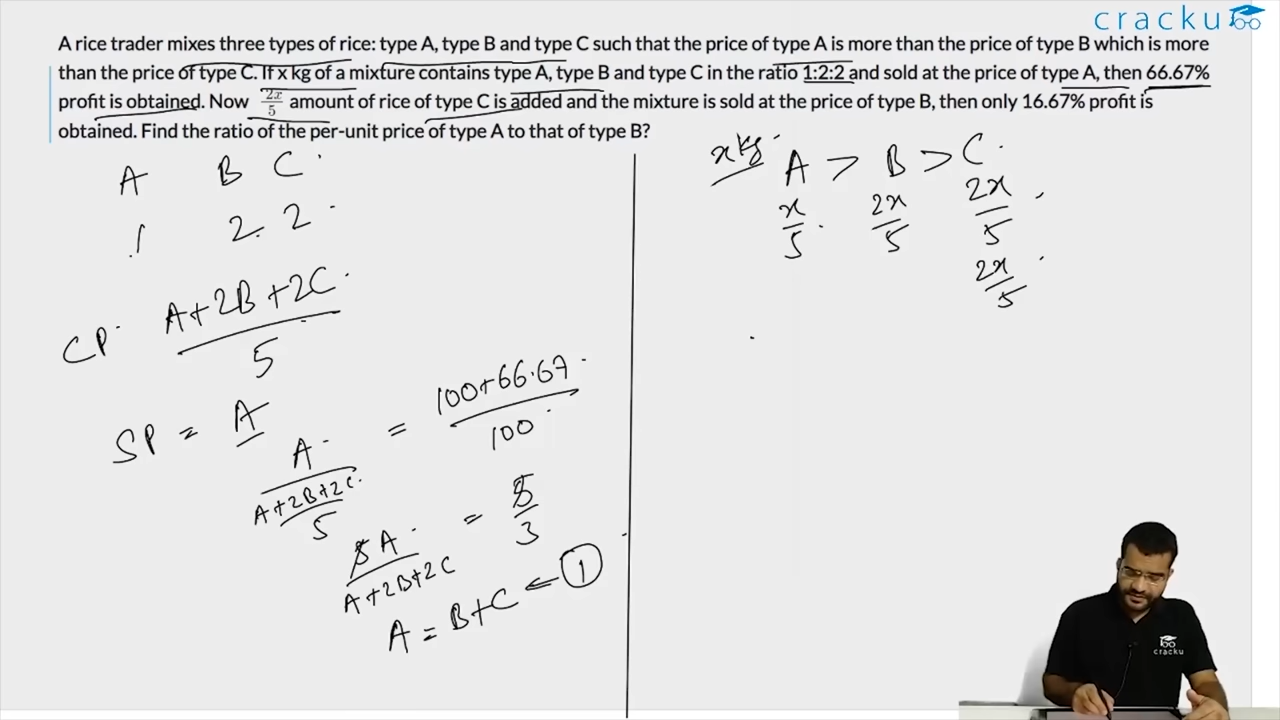 cracku
A rice trader mixes three types of rice: type A, type B and type C such that the price of type A is more than the price of type B which is more
than the price of type C. If x kg of a mixture contains type A, type B and type C in the ratio 1:2:2 and sold at the price of type A, then 66.67%
profit is obtained. Now 2x/5 amount of rice of type C is added and the mixture is sold at the price of type B, then only 16.67% profit is
obtained. Find the ratio of the per-unit price of type A to that of type B?
A B C
1 2 2
CP A+2B+2C / 5
SP = A
A / (A+2B+2C / 5) = 100+66.67 / 100
5A / A+2B+2C = 5/3
A = B+C ← 1
x kg A > B > C
x/5 2x/5 2x/5
2x/5
cracku